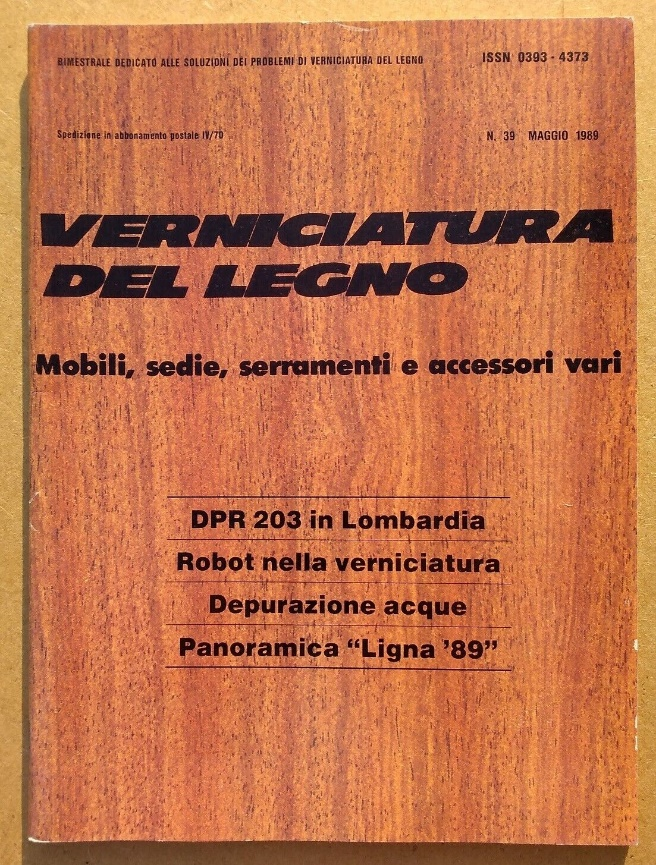 BIMESTRALE DEDICATO ALLE SOLUZIONI DEI PROBLEMI DI VERNICIATURA DEL LEGNO
ISSN 0393 - 4373
Spedizione in abbonamento postale IV/70
N. 39 MAGGIO 1989
VERNICIATURA
DEL LEGNO
Mobili, sedie, serramenti e accessori vari
DPR 203 in Lombardia
Robot nella verniciatura
Depurazione acque
Panoramica “Ligna ’89”